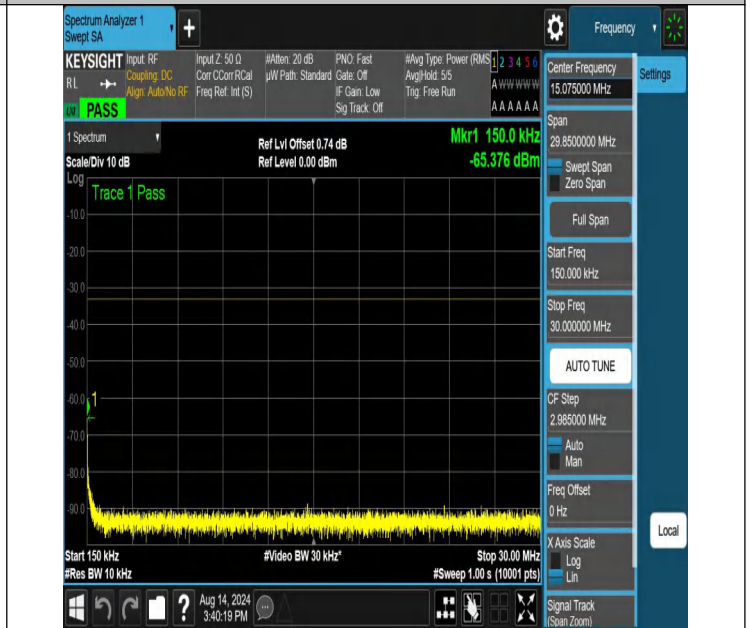 Spectrum Analyzer 1
Swept SA
+
Frequency
KEYSIGHT
RL
PASS
Input: RF
Coupling: DC
Align: Auto/No RF
Input Z: 50 Ω
Corr CCorr RCal
Freq Ref: Int (S)
#Atten: 20 dB
µW Path: Standard
PNO: Fast
Gate: Off
IF Gain: Low
Sig Track: Off
#Avg Type: Power (RMS
Avg|Hold: 5/5
Trig: Free Run
1 2 3 4 5 6
A W W W W W
A A A A A A
1 Spectrum
Scale/Div 10 dB
Ref Lvl Offset 0.74 dB
Ref Level 0.00 dBm
Mkr1 150.0 kHz
-65.376 dBm
Log
Trace 1 Pass
-10.0
-20.0
-30.0
-40.0
-50.0
-60.0
1
-70.0
-80.0
-90.0
Start 150 kHz
#Video BW 30 kHz*
Stop 30.00 MHz
#Res BW 10 kHz
#Sweep 1.00 s (10001 pts)
?
Aug 14, 2024
3:40:19 PM
Settings
Center Frequency
15.075000 MHz
Span
29.8500000 MHz
Swept Span
Zero Span
Full Span
Start Freq
150.000 kHz
Stop Freq
30.000000 MHz
AUTO TUNE
CF Step
2.985000 MHz
Auto
Man
Freq Offset
0 Hz
X Axis Scale
Log
Lin
Signal Track
(Span Zoom)
Local